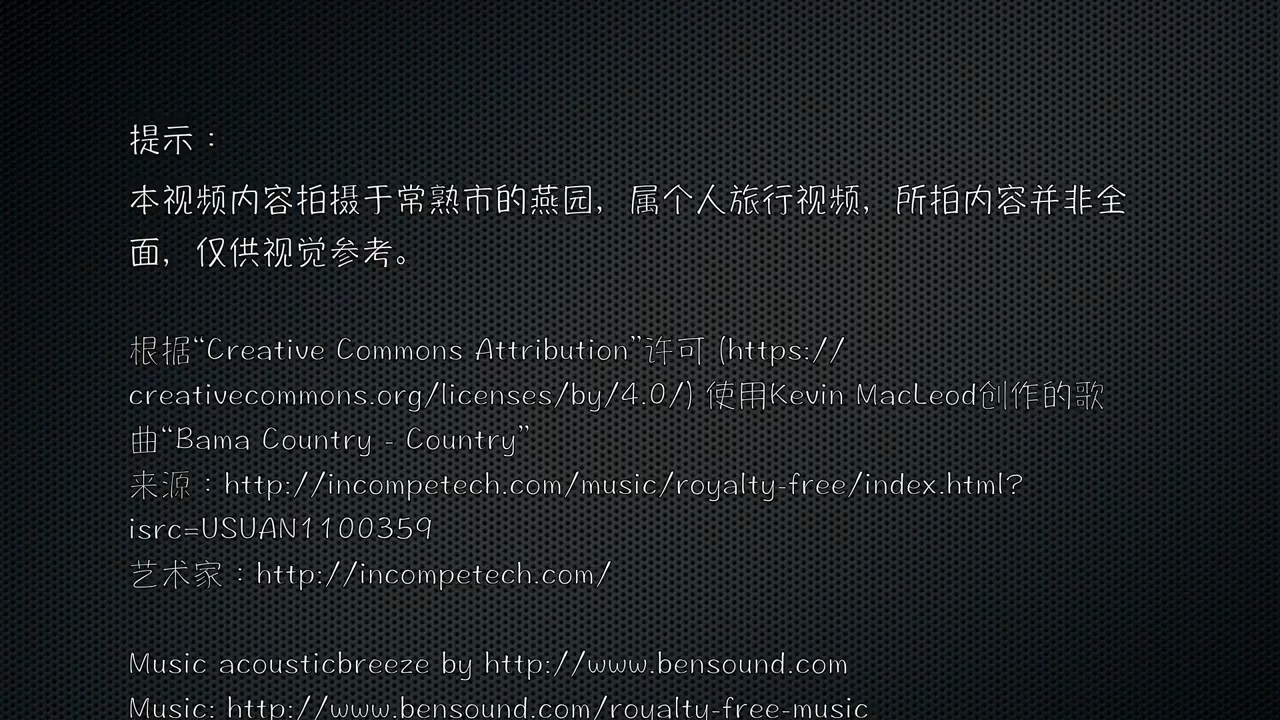 提示：
本视频内容拍摄于常熟市的燕园，属个人旅行视频，所拍内容并非全
面，仅供视觉参考。
根据“Creative Commons Attribution”许可 (https://
creativecommons.org/licenses/by/4.0/) 使用Kevin MacLeod创作的歌
曲“Bama Country - Country”
来源：http://incompetech.com/music/royalty-free/index.html?
isrc=USUAN1100359
艺术家：http://incompetech.com/
Music acousticbreeze by http://www.bensound.com
Music: http://www.bensound.com/royalty-free-music